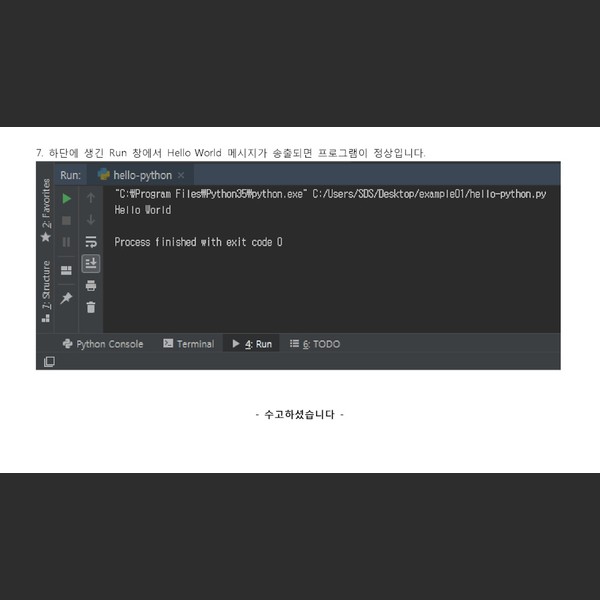 7. 하단에 생긴 Run 창에서 Hello World 메시지가 송출되면 프로그램이 정상입니다.
Run: hello-python ×
"C:₩Program Files₩Python35₩python.exe" C:/Users/SDS/Desktop/example01/hello-python.py
Hello World
Process finished with exit code 0
2: Favorites
7: Structure
Python Console Terminal 4: Run 6: TODO
- 수고하셨습니다 -